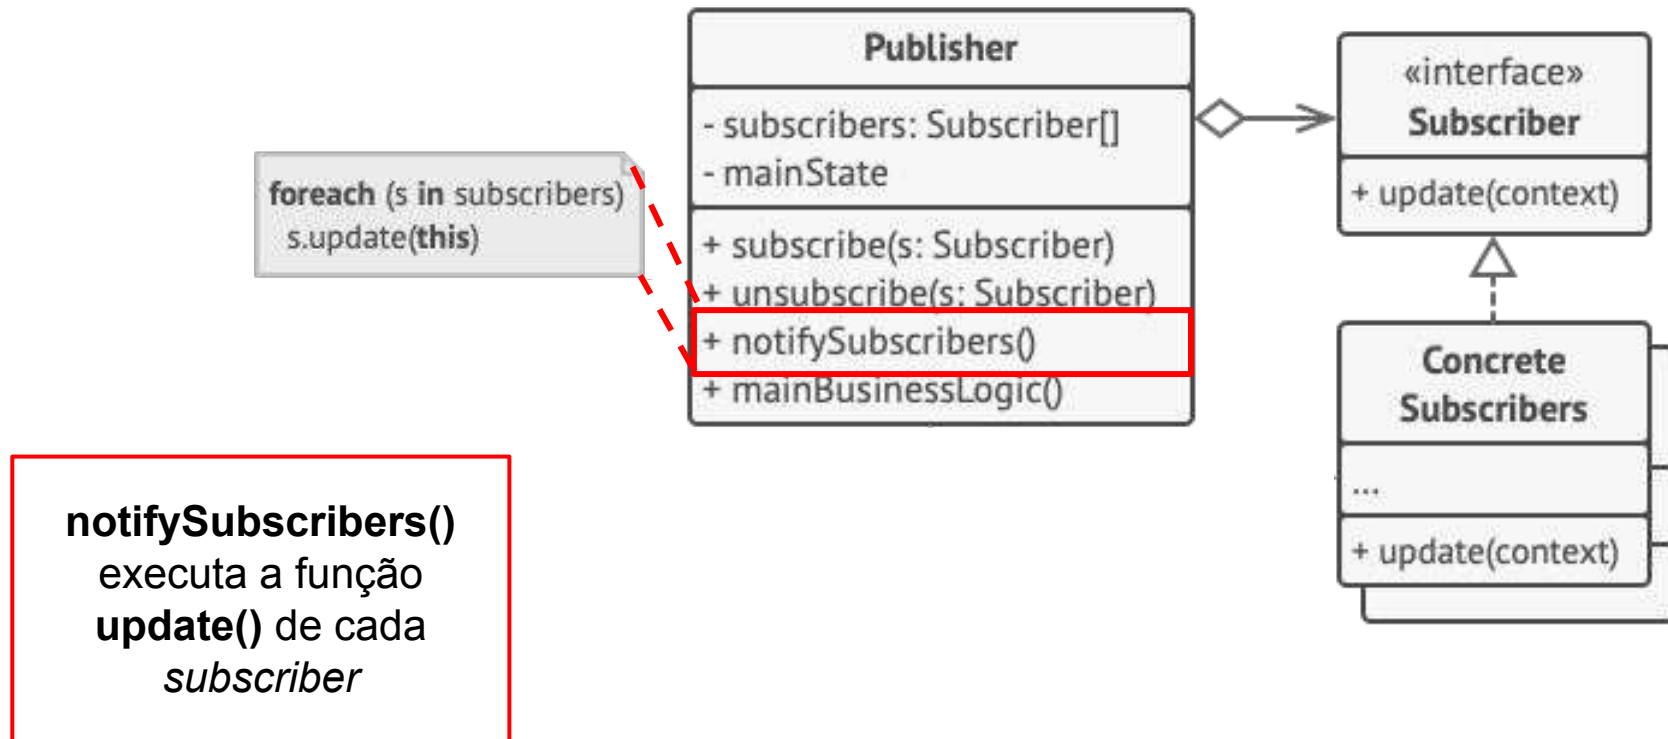 Publisher
- subscribers: Subscriber[]
- mainState
+ subscribe(s: Subscriber)
+ unsubscribe(s: Subscriber)
+ notifySubscribers()
+ mainBusinessLogic()
foreach (s in subscribers)
s.update(this)
«interface»
Subscriber
+ update(context)
Concrete
Subscribers
...
+ update(context)
notifySubscribers()
executa a função
update() de cada
subscriber